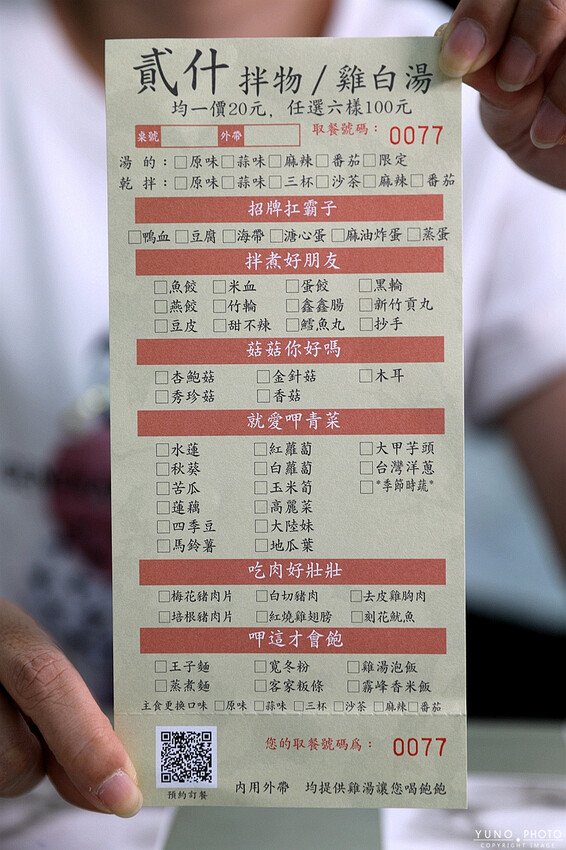 貳什 拌物/雞白湯
均一價20元，任選六樣100元
桌號 外帶 取餐號碼： 0077
湯 的：□原味□蒜味□麻辣□番茄□限定
乾 拌：□原味□蒜味□三杯□沙茶□麻辣□番茄
招牌扛霸子
□鴨血□豆腐□海帶□溏心蛋□麻油炸蛋□蒸蛋
拌煮好朋友
□魚餃 □米血 □蛋餃 □黑輪
□燕餃 □竹輪 □鑫鑫腸 □新竹貢丸
□豆皮 □甜不辣 □鱈魚丸 □抄手
菇菇你好嗎
□杏鮑菇 □金針菇 □木耳
□秀珍菇 □香菇
就愛呷青菜
□水蓮 □紅蘿蔔 □大甲芋頭
□秋葵 □白蘿蔔 □台灣洋蔥
□苦瓜 □玉米筍 □*季節時蔬*
□蓮藕 □高麗菜
□四季豆 □大陸妹
□馬鈴薯 □地瓜葉
吃肉好壯壯
□梅花豬肉片 □白切豬肉 □去皮雞胸肉
□培根豬肉片 □紅燒雞翅膀 □刻花魷魚
呷這才會飽
□王子麵 □寬冬粉 □雞湯泡飯
□蒸煮麵 □客家粄條 □霧峰香米飯
主食更換口味 □原味 □蒜味 □三杯 □沙茶 □麻辣□番茄
您的取餐號碼為： 0077
預約訂餐 內用外帶 均提供雞湯讓您喝飽飽
YUNO.PHOTO
COPYRIGHT IMAGE